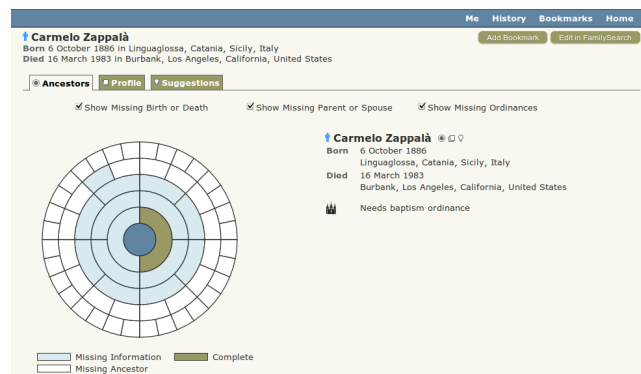 Me History Bookmarks Home
Carmelo Zappalà
Add Bookmark Edit in FamilySearch
Born 6 October 1886 in Linguaglossa, Catania, Sicily, Italy
Died 16 March 1983 in Burbank, Los Angeles, California, United States
Ancestors Profile Suggestions
Show Missing Birth or Death Show Missing Parent or Spouse Show Missing Ordinances
Carmelo Zappalà
Born 6 October 1886
Linguaglossa, Catania, Sicily, Italy
Died 16 March 1983
Burbank, Los Angeles, California, United States
Needs baptism ordinance
Missing Information Complete
Missing Ancestor